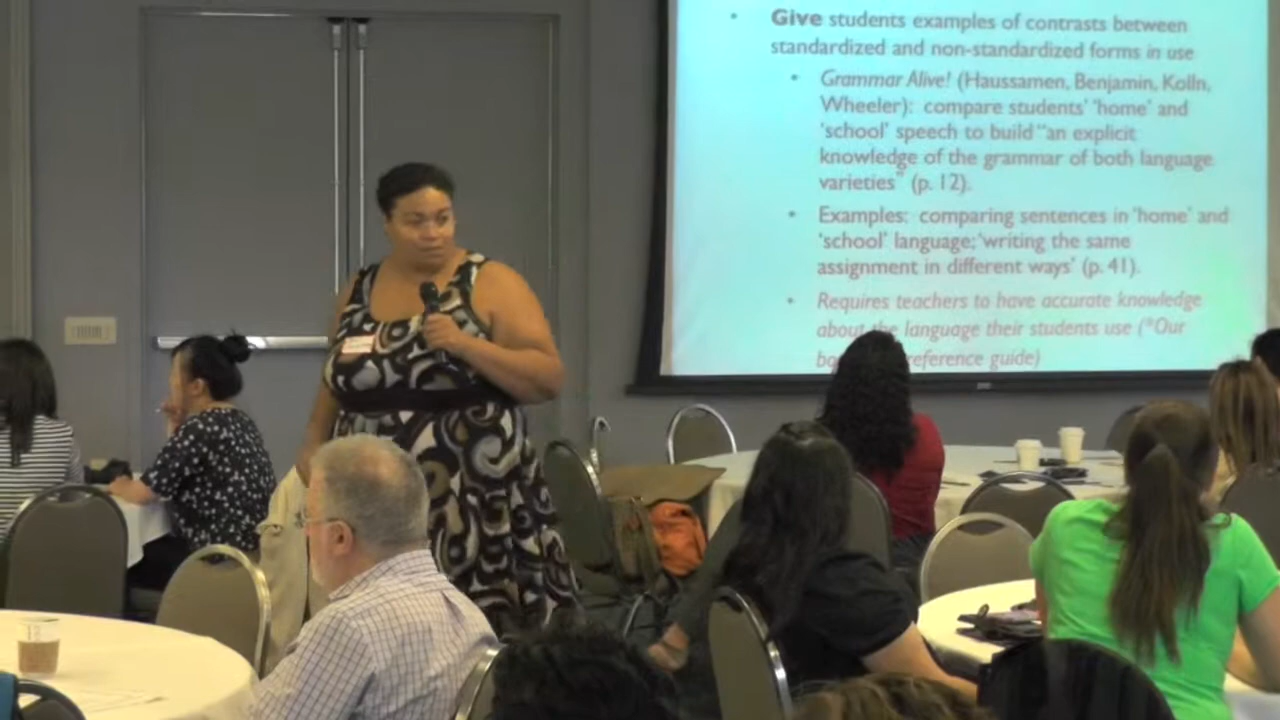 • Give students examples of contrasts between
standardized and non-standardized forms in use
• Grammar Alive! (Haussamen, Benjamin, Kolln,
Wheeler): compare students' 'home' and
'school' speech to build "an explicit
knowledge of the grammar of both language
varieties" (p. 12).
• Examples: comparing sentences in 'home' and
'school' language; 'writing the same
assignment in different ways' (p. 41).
• Requires teachers to have accurate knowledge
about the language their students use (*Our
reference guide)